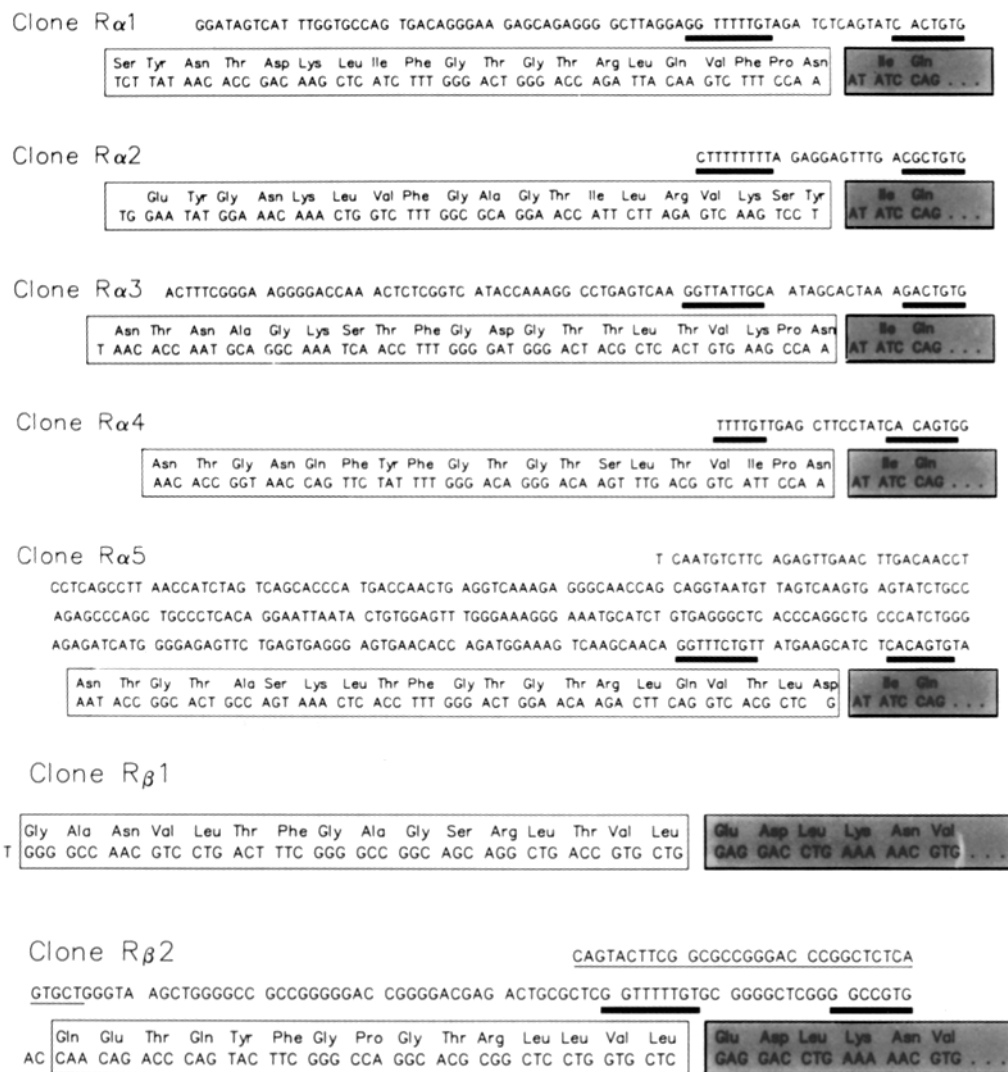 Clone Rα1 GGATAGTCAT TTGGTGCCAG TGACAGGGAA GAGCAGAGGG GCTTAGGAGG TTTTTGTAGA TCTCAGTATC ACTGTG
Ser Tyr Asn Thr Asp Lys Leu Ile Phe Gly Thr Gly Thr Arg Leu Gln Val Phe Pro Asn Ile Gln
TCT TAT AAC ACC GAC AAG CTC ATC TTT GGG ACT GGG ACC AGA TTA CAA GTC TTT CCA A AT ATC CAG ...
Clone Rα2 CTTTTTTTTA GAGGAGTTTG ACGCTGTG
Glu Tyr Gly Asn Lys Leu Val Phe Gly Ala Gly Thr Ile Leu Arg Val Lys Ser Tyr Ile Gln
TG GAA TAT GGA AAC AAA CTG GTC TTT GGC GCA GGA ACC ATT CTT AGA GTC AAG TCC T AT ATC CAG ...
Clone Rα3 ACTTTCGGGA AGGGGACCAA ACTCTCGGTC ATACCAAAGG CCTGAGTCAA GGTTATTGCA ATAGCACTAA AGACTGTG
Asn Thr Asn Ala Gly Lys Ser Thr Phe Gly Asp Gly Thr Thr Leu Thr Val Lys Pro Asn Ile Gln
T AAC ACC AAT GCA GGC AAA TCA ACC TTT GGG GAT GGG ACT ACG CTC ACT GTG AAG CCA A AT ATC CAG ...
Clone Rα4 TTTTGTTGAG CTTCCTATCA CAGTGG
Asn Thr Gly Asn Gln Phe Tyr Phe Gly Thr Gly Thr Ser Leu Thr Val Ile Pro Asn Ile Gln
AAC ACC GGT AAC CAG TTC TAT TTT GGG ACA GGG ACA AGT TTG ACG GTC ATT CCA A AT ATC CAG ...
Clone Rα5 T CAATGTCTTC AGAGTTGAAC TTGACAACCT
CCTCAGCCTT AACCATCTAG TCAGCACCCA TGACCAACTG AGGTCAAAGA GGGCAACCAG CAGGTAATGT TAGTCAAGTG AGTATCTGCC
AGAGCCCAGC TGCCCTCACA GGAATTAATA CTGTGGAGTT TGGGAAAGGG AAATGCATCT GTGAGGGCTC ACCCAGGCTG CCCATCTGGG
AGAGATCATG GGGAGAGTTC TGAGTGAGGG AGTGAACACC AGATGGAAAG TCAAGCAACA GGTTTCTGTT ATGAAGCATC TCACAGTGTA
Asn Thr Gly Thr Ala Ser Lys Leu Thr Phe Gly Thr Gly Thr Arg Leu Gln Val Thr Leu Asp Ile Gln
AAT ACC GGC ACT GCC AGT AAA CTC ACC TTT GGG ACT GGA ACA AGA CTT CAG GTC ACG CTC G AT ATC CAG ...
Clone Rβ1
Gly Ala Asn Val Leu Thr Phe Gly Ala Gly Ser Arg Leu Thr Val Leu Glu Asp Leu Lys Asn Val
T GGG GCC AAC GTC CTG ACT TTC GGG GCC GGC AGC AGG CTG ACC GTG CTG GAG GAC CTG AAA AAC GTG ...
Clone Rβ2 CAGTACTTCG GCGCCGGGAC CCGGCTCTCA
GTGCTGGGTA AGCTGGGGCC GCCGGGGGAC CGGGGACGAG ACTGCGCTCG GTTTTTGTGC GGGGCTCGGG GCCGTG
Gln Glu Thr Gln Tyr Phe Gly Pro Gly Thr Arg Leu Leu Val Leu Glu Asp Leu Lys Asn Val
AC CAA CAG ACC CAG TAC TTC GGG CCA GGC ACG CGG CTC CTG GTG CTC GAG GAC CTG AAA AAC GTG ...